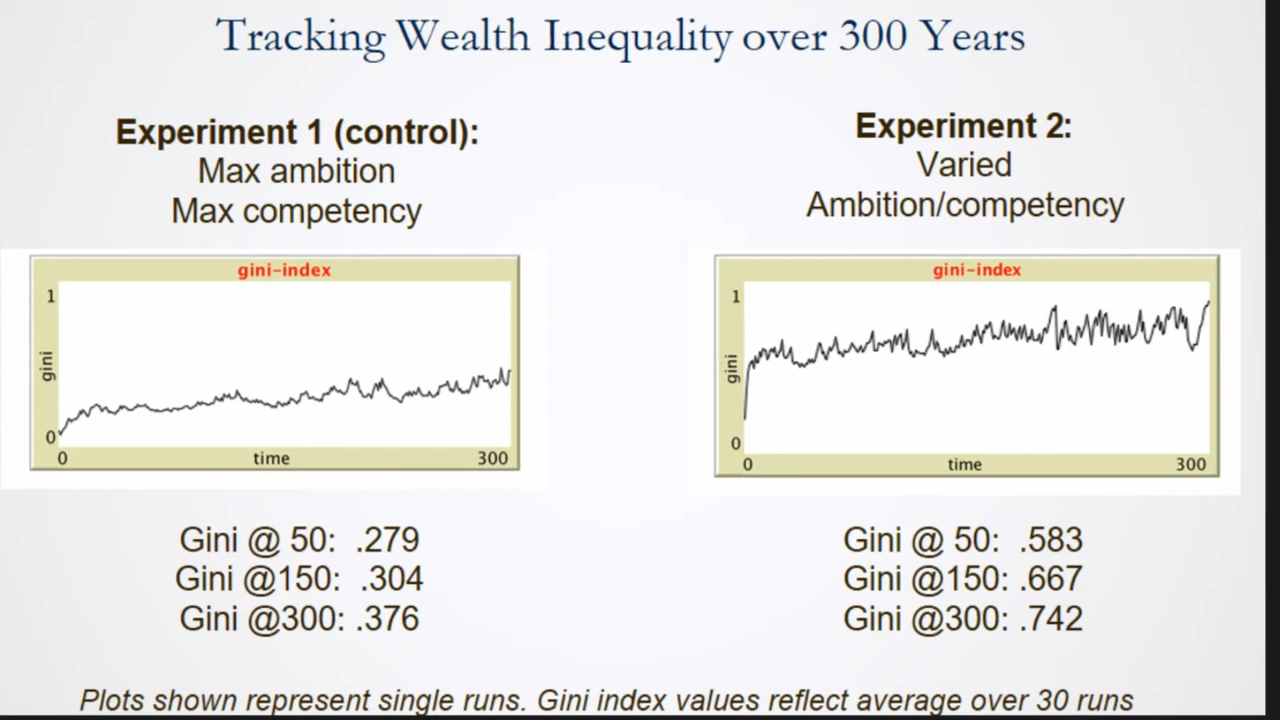 Tracking Wealth Inequality over 300 Years
Experiment 1 (control):
Max ambition
Max competency
gini-index
1
gini
0
0
time
300
Gini @ 50:  .279
Gini @150:  .304
Gini @300: .376
Experiment 2:
Varied
Ambition/competency
gini-index
1
gini
0
0
time
300
Gini @ 50:  .583
Gini @150: .667
Gini @300: .742
Plots shown represent single runs. Gini index values reflect average over 30 runs